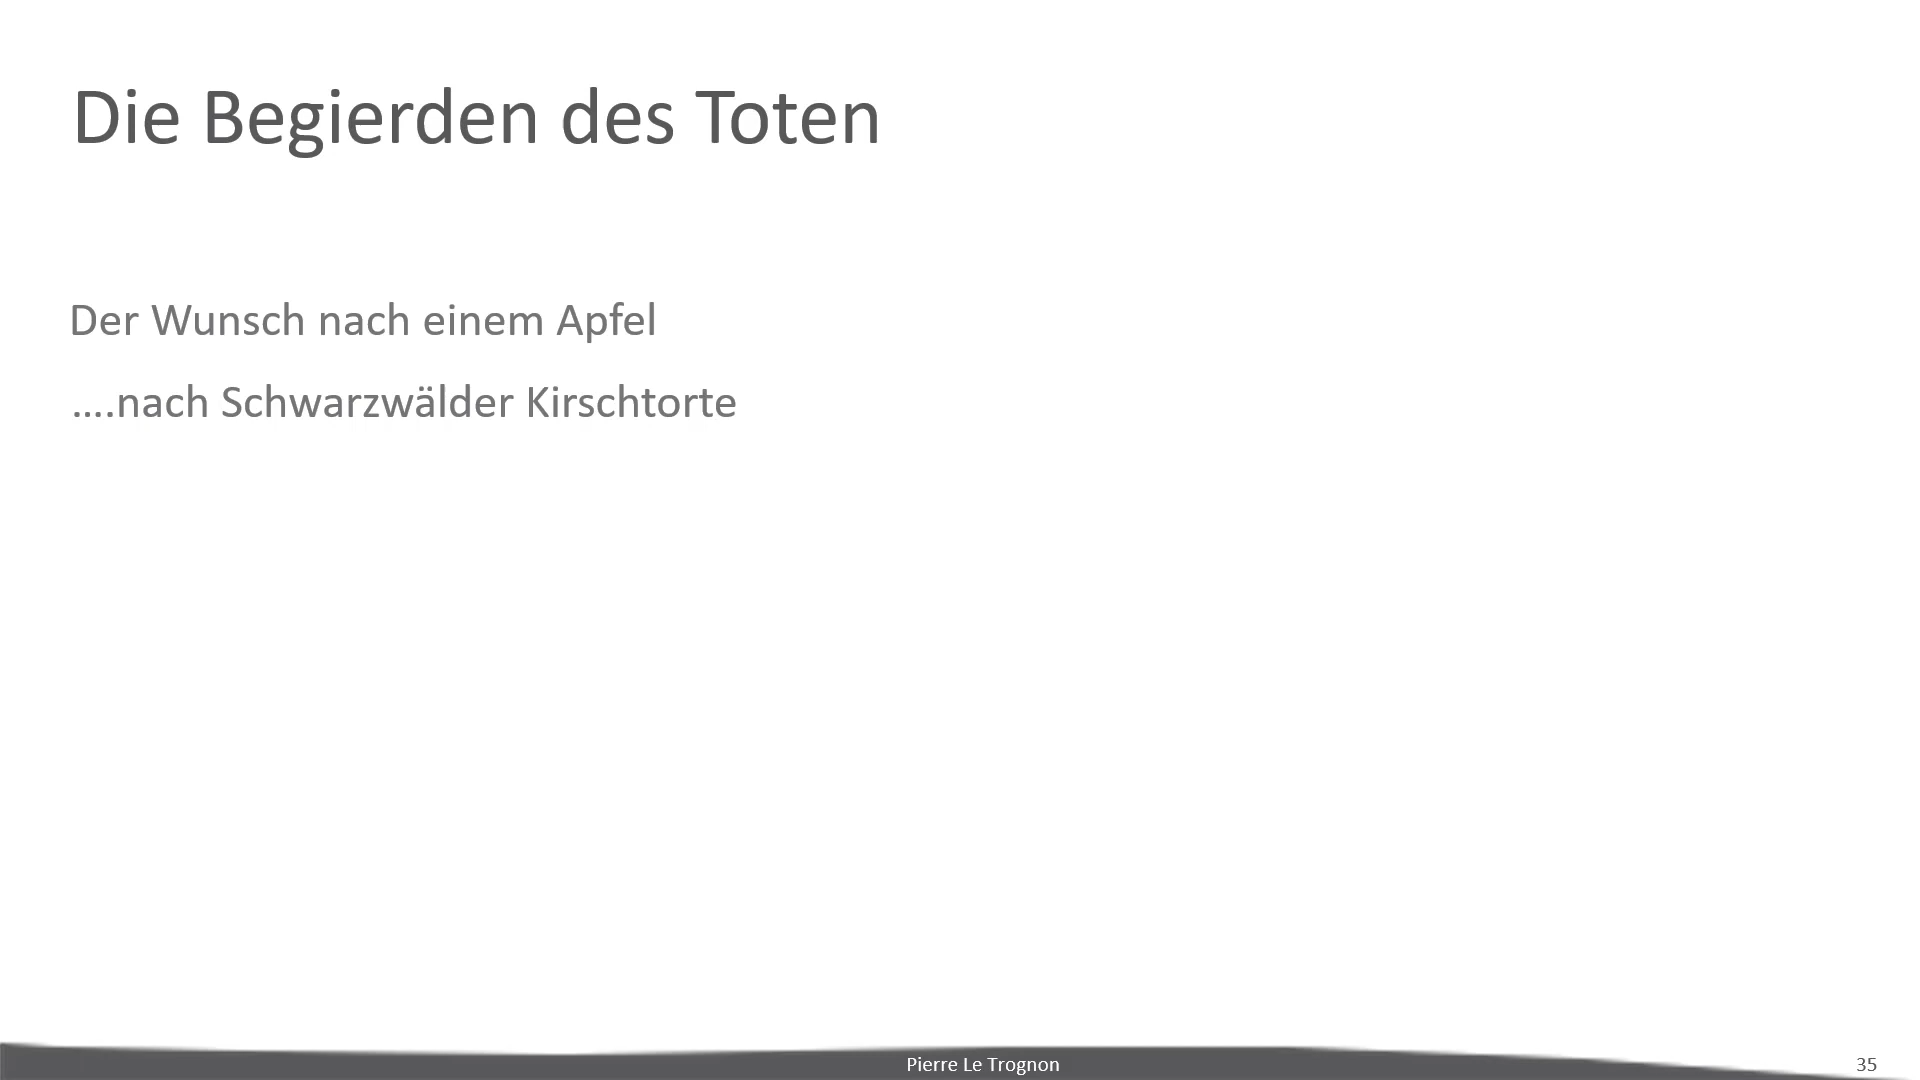 Die Begierden des Toten
Der Wunsch nach einem Apfel
....nach Schwarzwälder Kirschtorte
Pierre Le Trognon
35